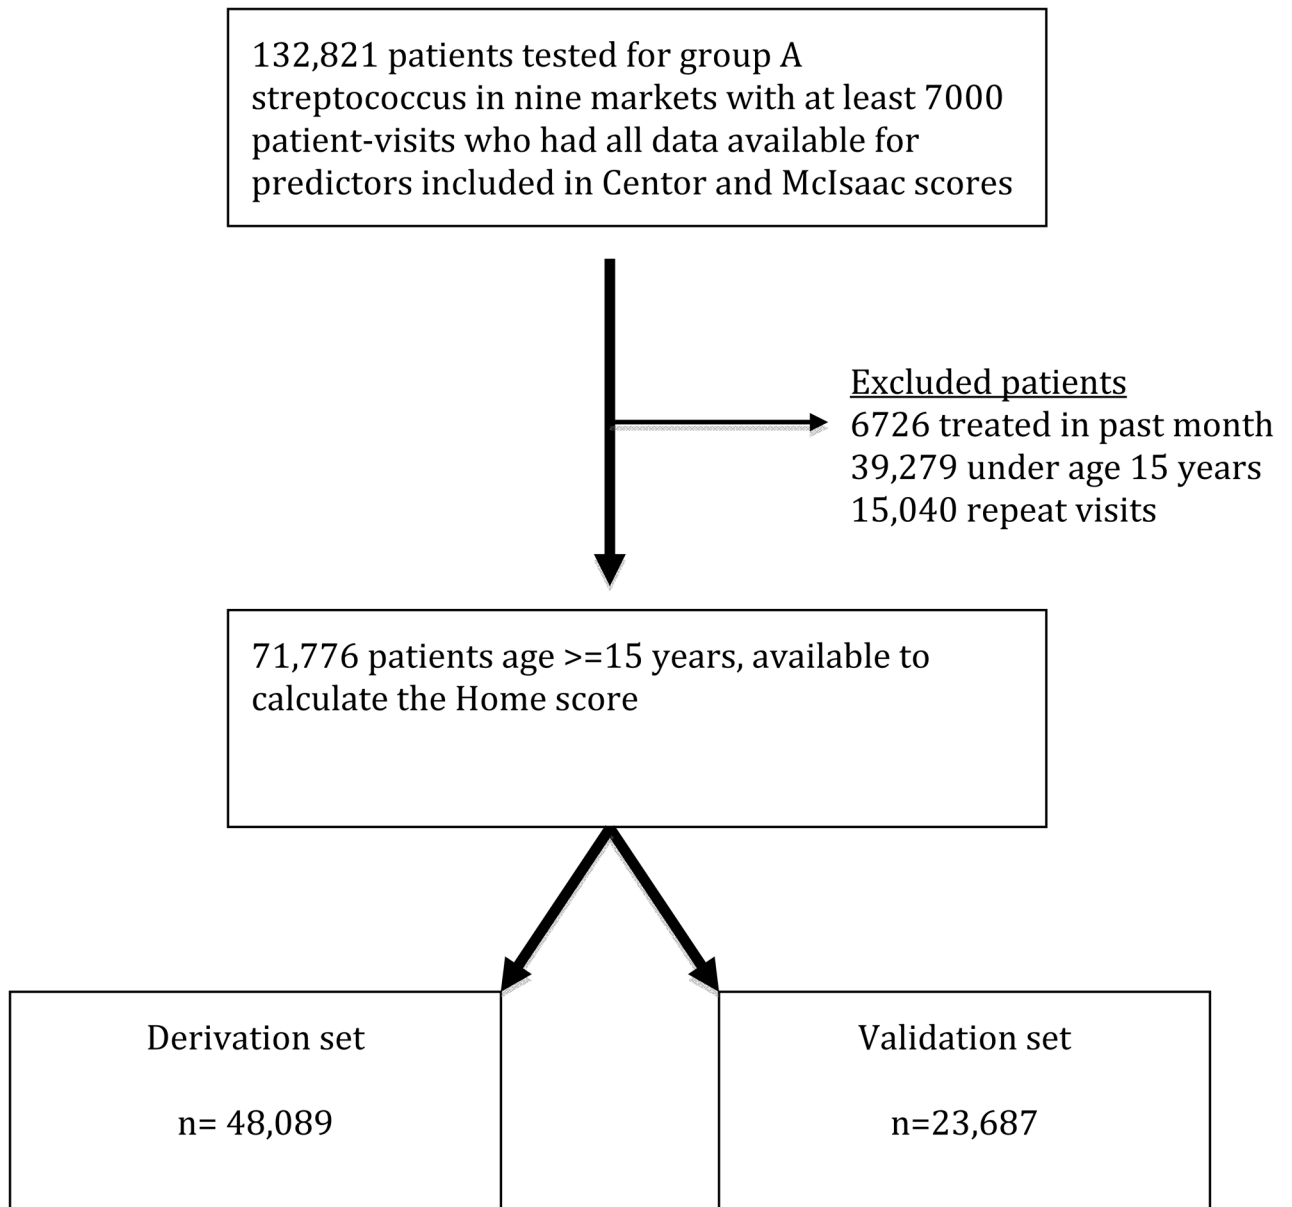 132,821 patients tested for group A
streptococcus in nine markets with at least 7000
patient-visits who had all data available for
predictors included in Centor and McIsaac scores
Excluded patients
6726 treated in past month
39,279 under age 15 years
15,040 repeat visits
71,776 patients age >=15 years, available to
calculate the Home score
Derivation set
n= 48,089
Validation set
n=23,687